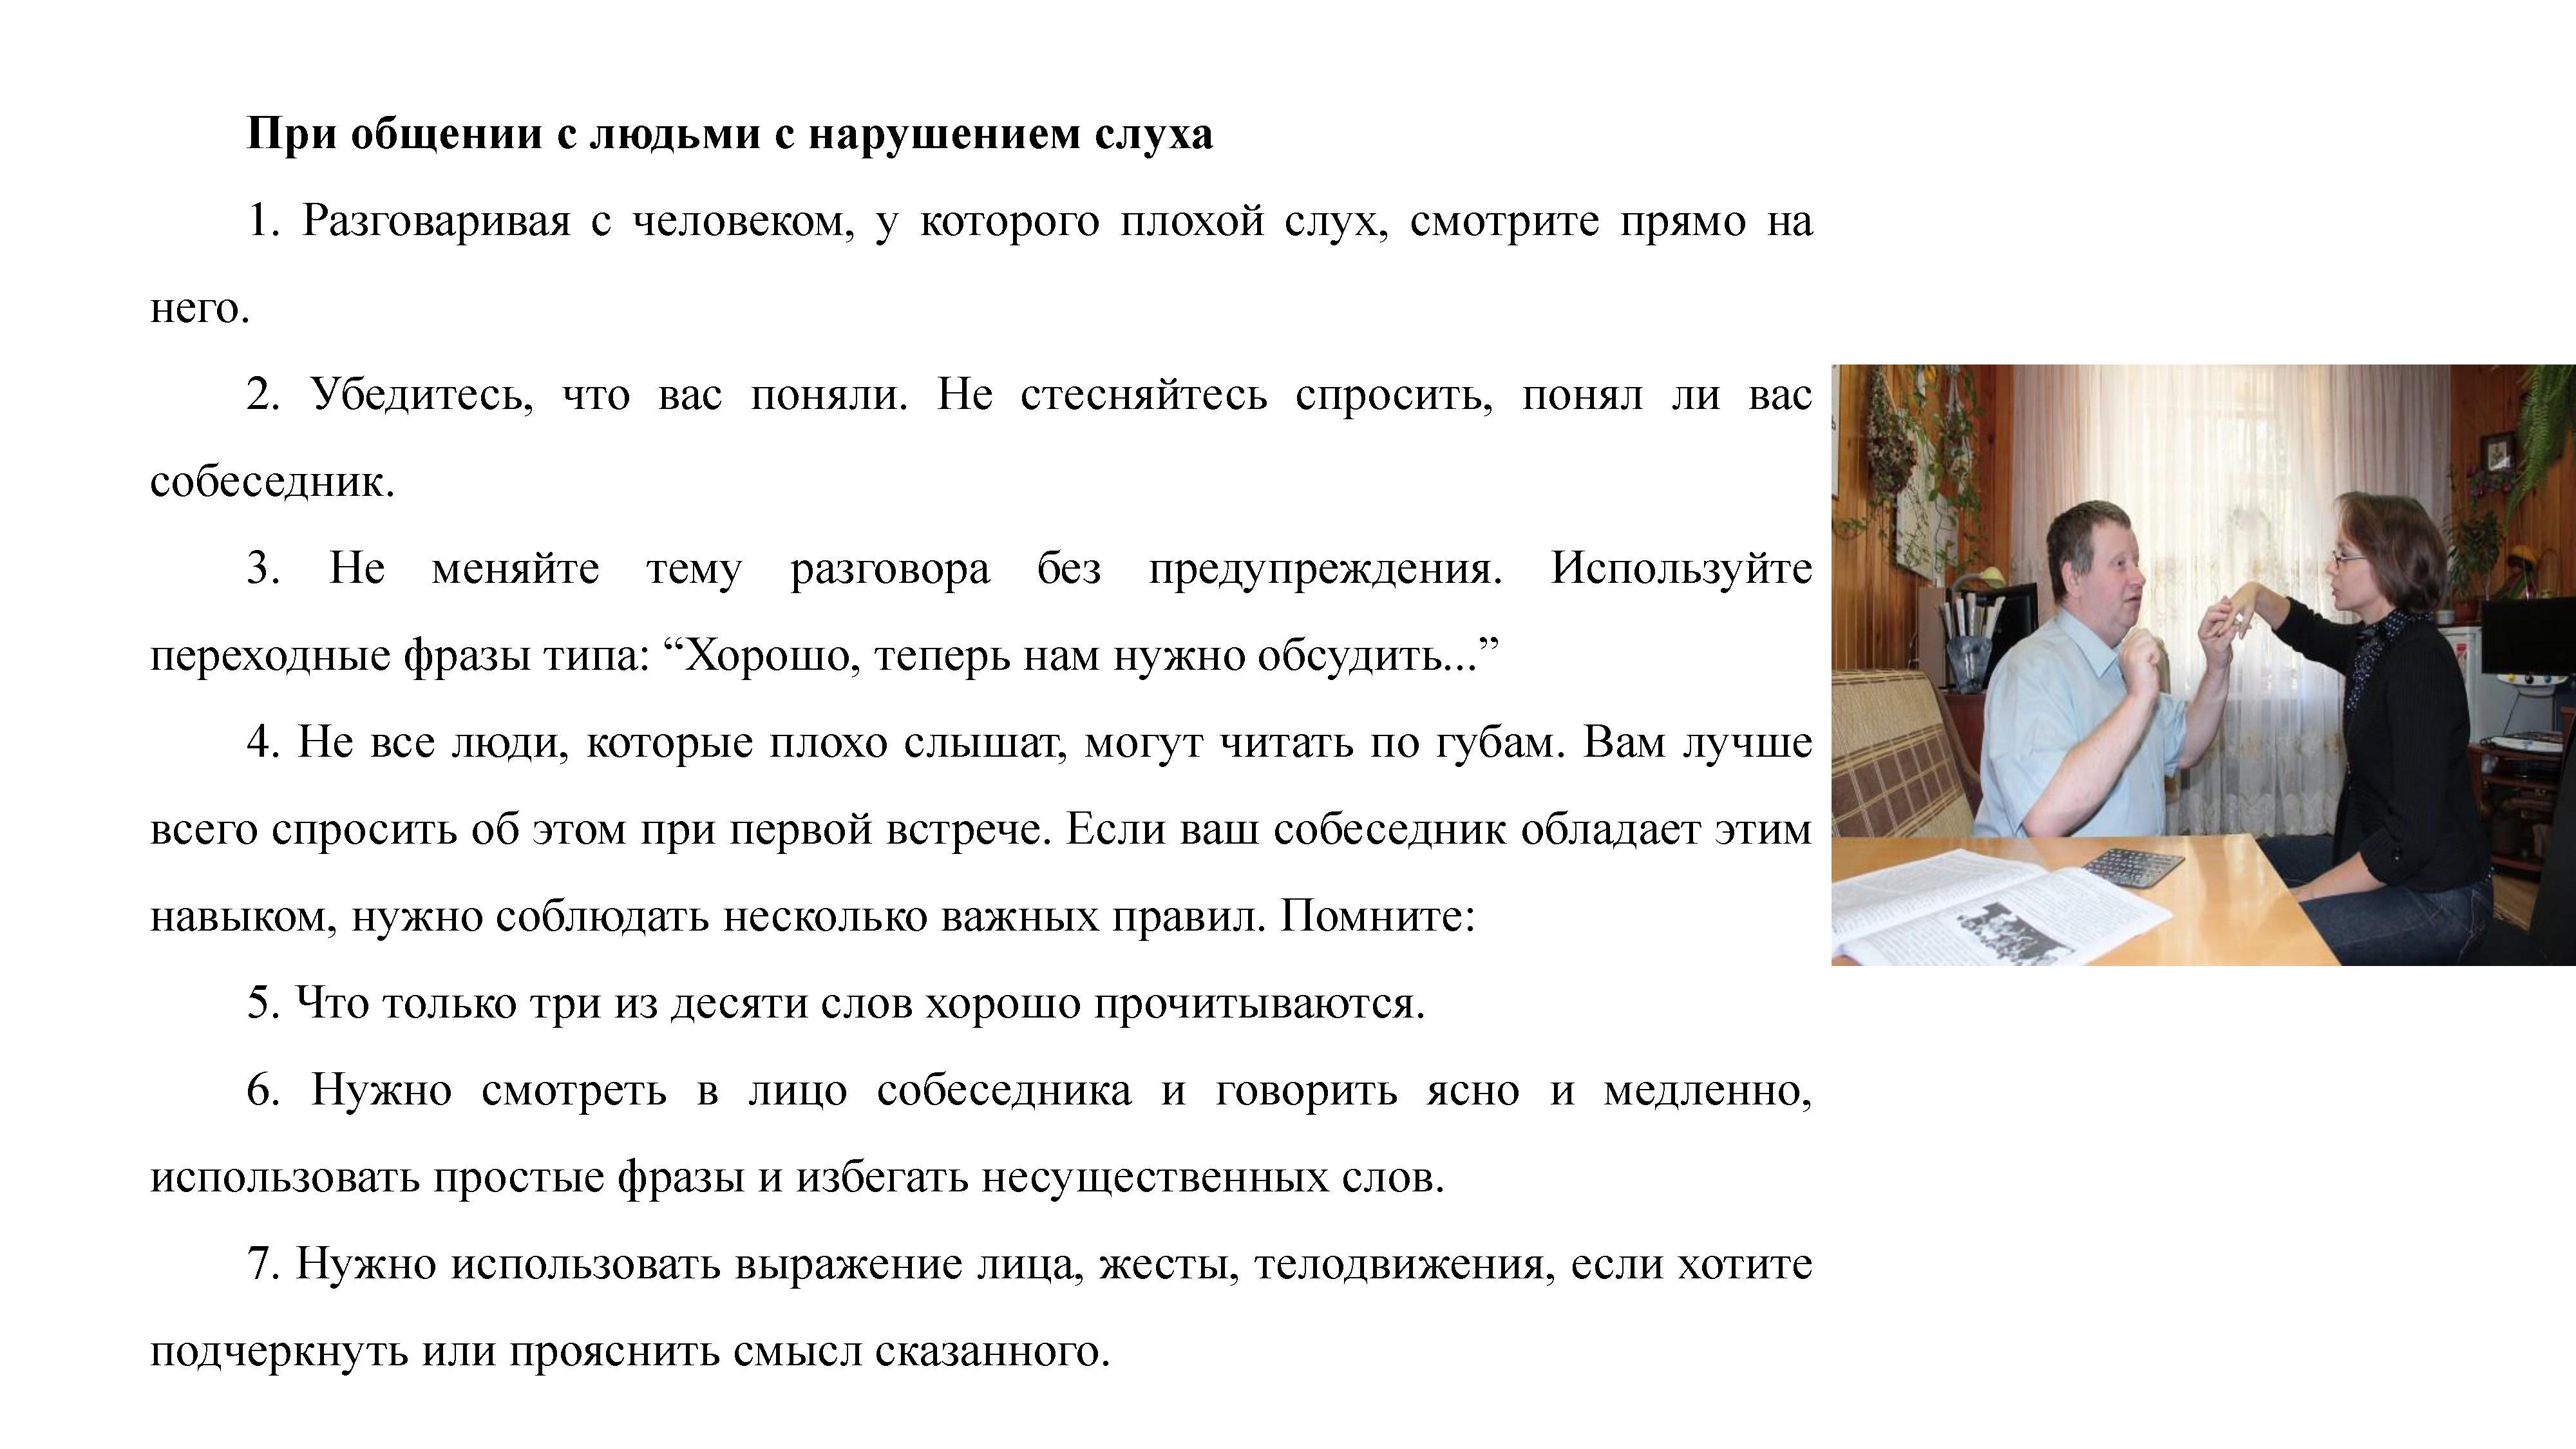 При общении с людьми с нарушением слуха
1. Разговаривая с человеком, у которого плохой слух, смотрите прямо на
него.
2. Убедитесь, что вас поняли. Не стесняйтесь спросить, понял ли вас
собеседник.
3. Не меняйте тему разговора без предупреждения. Используйте
переходные фразы типа: “Хорошо, теперь нам нужно обсудить...”
4. Не все люди, которые плохо слышат, могут читать по губам. Вам лучше
всего спросить об этом при первой встрече. Если ваш собеседник обладает этим
навыком, нужно соблюдать несколько важных правил. Помните:
5. Что только три из десяти слов хорошо прочитываются.
6. Нужно смотреть в лицо собеседника и говорить ясно и медленно,
использовать простые фразы и избегать несущественных слов.
7. Нужно использовать выражение лица, жесты, телодвижения, если хотите
подчеркнуть или прояснить смысл сказанного.